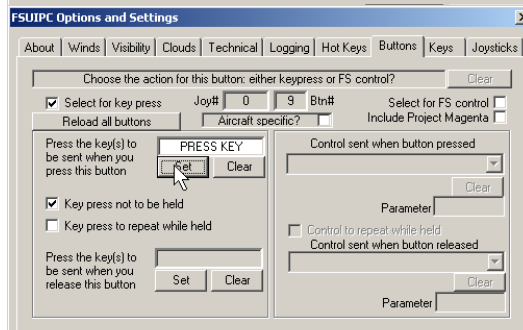 FSUIPC Options and Settings
About Winds Visibility Clouds Technical Logging Hot Keys Buttons Keys Joysticks
Choose the action for this button: either keypress or FS control? Clear
Select for key press Joy# 0 9 Btn# Select for FS control
Reload all buttons Aircraft specific? Include Project Magenta
Press the key(s) to
be sent when you
press this button
PRESS KEY
Set Clear
Key press not to be held
Key press to repeat while held
Press the key(s) to
be sent when you
release this button
Set Clear
Control sent when button pressed
Clear
Parameter
Control to repeat while held
Control sent when button released
Clear
Parameter